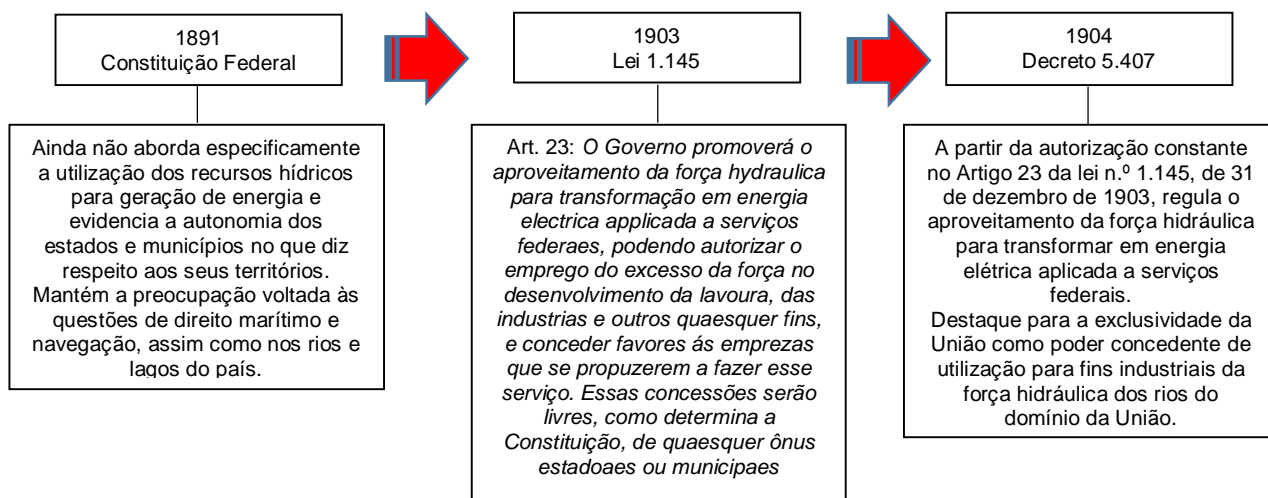 1891
Constituição Federal
1903
Lei 1.145
1904
Decreto 5.407
Ainda não aborda especificamente
a utilização dos recursos hídricos
para geração de energia e
evidencia a autonomia dos
estados e municípios no que diz
respeito aos seus territórios.
Mantém a preocupação voltada às
questões de direito marítimo e
navegação, assim como nos rios e
lagos do país.
Art. 23: O Governo promoverá o
aproveitamento da força hydraulica
para transformação em energia
electrica applicada a serviços
federaes, podendo autorizar o
emprego do excesso da força no
desenvolvimento da lavoura, das
industrias e outros quaesquer fins,
e conceder favores ás emprezas
que se propuzerem a fazer esse
serviço. Essas concessões serão
livres, como determina a
Constituição, de quaesquer ônus
estadoaes ou municipaes
A partir da autorização constante
no Artigo 23 da lei n.º 1.145, de 31
de dezembro de 1903, regula o
aproveitamento da força hidráulica
para transformar em energia
elétrica aplicada a serviços
federais.
Destaque para a exclusividade da
União como poder concedente de
utilização para fins industriais da
força hidráulica dos rios do
domínio da União.